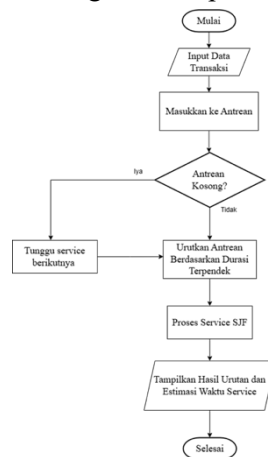 Mulai
Input Data
Transaksi
Masukkan ke Antrean
Iya
Antrean
Kosong?
Tidak
Tunggu service
berikutnya
Urutkan Antrean
Berdasarkan Durasi
Terpendek
Proses Service SJF
Tampilkan Hasil Urutan dan
Estimasi Waktu Service
Selesai